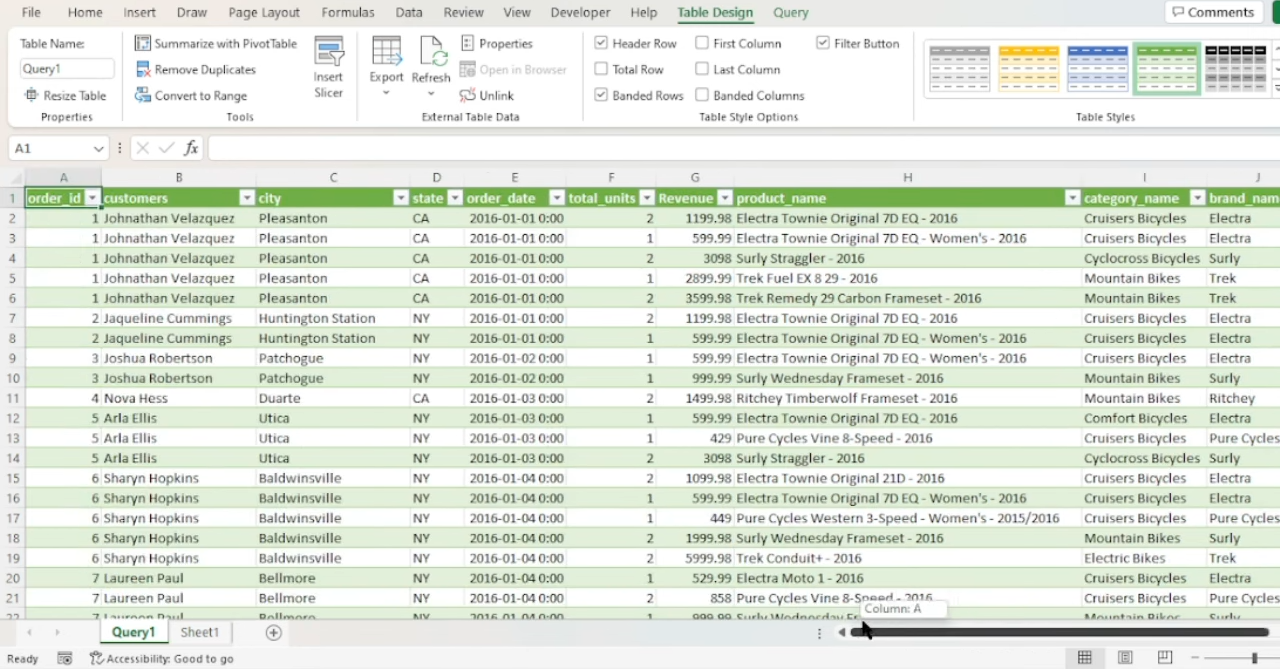 File Home Insert Draw Page Layout Formulas Data Review View Developer Help Table Design Query Comments
Table Name:
Query1
Resize Table
Properties
Summarize with PivotTable
Remove Duplicates
Convert to Range
Tools
Insert
Slicer
Export
Refresh
Properties
Open in Browser
Unlink
External Table Data
Header Row First Column Filter Button
Total Row Last Column
Banded Rows Banded Columns
Table Style Options
Table Styles
A1 fx
A B C D E F G H I J
1 order_id customers city state order_date total_units Revenue product_name category_name brand_nam
2 1 Johnathan Velazquez Pleasanton CA 2016-01-01 0:00 2 1199.98 Electra Townie Original 7D EQ - 2016 Cruisers Bicycles Electra
3 1 Johnathan Velazquez Pleasanton CA 2016-01-01 0:00 1 599.99 Electra Townie Original 7D EQ - Women's - 2016 Cruisers Bicycles Electra
4 1 Johnathan Velazquez Pleasanton CA 2016-01-01 0:00 2 3098 Surly Straggler - 2016 Cyclocross Bicycles Surly
5 1 Johnathan Velazquez Pleasanton CA 2016-01-01 0:00 1 2899.99 Trek Fuel EX 8 29 - 2016 Mountain Bikes Trek
6 1 Johnathan Velazquez Pleasanton CA 2016-01-01 0:00 2 3599.98 Trek Remedy 29 Carbon Frameset - 2016 Mountain Bikes Trek
7 2 Jaqueline Cummings Huntington Station NY 2016-01-01 0:00 2 1199.98 Electra Townie Original 7D EQ - 2016 Cruisers Bicycles Electra
8 2 Jaqueline Cummings Huntington Station NY 2016-01-01 0:00 1 599.99 Electra Townie Original 7D EQ - Women's - 2016 Cruisers Bicycles Electra
9 3 Joshua Robertson Patchogue NY 2016-01-02 0:00 1 599.99 Electra Townie Original 7D EQ - Women's - 2016 Cruisers Bicycles Electra
10 3 Joshua Robertson Patchogue NY 2016-01-02 0:00 1 999.99 Surly Wednesday Frameset - 2016 Mountain Bikes Surly
11 4 Nova Hess Duarte CA 2016-01-03 0:00 2 1499.98 Ritchey Timberwolf Frameset - 2016 Mountain Bikes Ritchey
12 5 Arla Ellis Utica NY 2016-01-03 0:00 1 599.99 Electra Townie Original 7D EQ - 2016 Comfort Bicycles Electra
13 5 Arla Ellis Utica NY 2016-01-03 0:00 1 429 Pure Cycles Vine 8-Speed - 2016 Cruisers Bicycles Pure Cycles
14 5 Arla Ellis Utica NY 2016-01-03 0:00 2 3098 Surly Straggler - 2016 Cyclocross Bicycles Surly
15 6 Sharyn Hopkins Baldwinsville NY 2016-01-04 0:00 2 1099.98 Electra Townie Original 21D - 2016 Cruisers Bicycles Electra
16 6 Sharyn Hopkins Baldwinsville NY 2016-01-04 0:00 1 599.99 Electra Townie Original 7D EQ - Women's - 2016 Cruisers Bicycles Electra
17 6 Sharyn Hopkins Baldwinsville NY 2016-01-04 0:00 1 449 Pure Cycles Western 3-Speed - Women's - 2015/2016 Cruisers Bicycles Pure Cycles
18 6 Sharyn Hopkins Baldwinsville NY 2016-01-04 0:00 2 1999.98 Surly Wednesday Frameset - 2016 Mountain Bikes Surly
19 6 Sharyn Hopkins Baldwinsville NY 2016-01-04 0:00 2 5999.98 Trek Conduit+ - 2016 Electric Bikes Trek
20 7 Laureen Paul Bellmore NY 2016-01-04 0:00 1 529.99 Electra Moto 1 - 2016 Cruisers Bicycles Electra
21 7 Laureen Paul Bellmore NY 2016-01-04 0:00 2 858 Pure Cycles Vine 8-Speed - 2016 Cruisers Bicycles Pure Cycles
22 7 Laureen Paul Bellmore NY 2016-01-04 0:00 1 999.99 Surly Wednesday Mountain Bikes Surly
Column: A
Query1 Sheet1
Ready Accessibility: Good to go